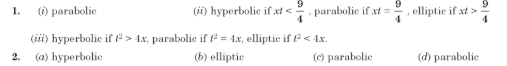 1. (i) parabolic (ii) hyperbolic if xt < 9/4 , parabolic if xt = 9/4 , elliptic if xt > 9/4
(iii) hyperbolic if t² > 4x, parabolic if t² = 4x, elliptic if t² < 4x.
2. (a) hyperbolic (b) elliptic (c) parabolic (d) parabolic